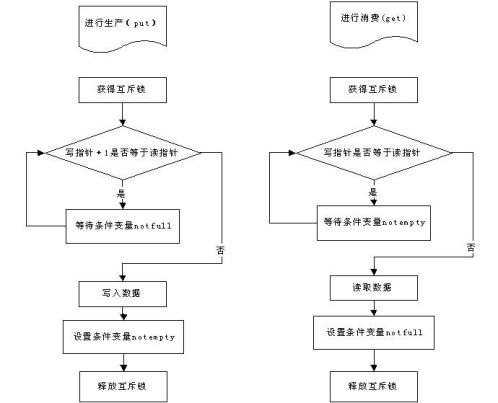 进行生产(put)
获得互斥锁
写指针+1是否等于读指针
是
等待条件变量notfull
否
写入数据
设置条件变量notempty
释放互斥锁
进行消费(get)
获得互斥锁
写指针是否等于读指针
是
等待条件变量notempty
否
读取数据
设置条件变量notfull
释放互斥锁